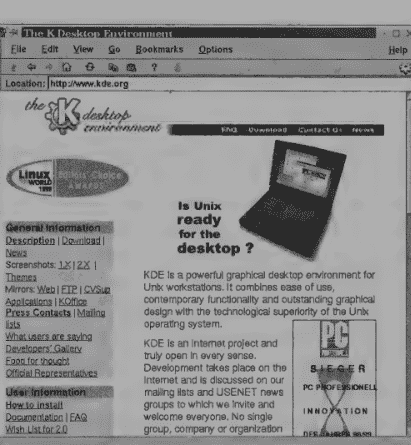 The K Desktop Environment
File Edit View Go Bookmarks Options Help
Location: http://www.kde.org
the K desktop environment
FAQ Download Contact Us News
Linux WORLD 1999 Editors' Choice AWARDS
Is Unix
ready
for the
desktop ?
General Information
Description | Download |
News
Screenshots: 1.X | 2.X |
Themes
Mirrors: Web | FTP | CVSup
Applications | KOffice
Press Contacts | Mailing
lists
What users are saying
Developers' Gallery
Food for thought
Official Representatives
User Information
How to install
Documentation | FAQ
Wish List for 2.0
KDE is a powerful graphical desktop environment for
Unix workstations. It combines ease of use,
contemporary functionality and outstanding graphical
design with the technological superiority of the Unix
operating system.
KDE is an Internet project and
truly open in every sense.
Development takes place on the
Internet and is discussed on our
mailing lists and USENET news
groups to which we invite and
welcome everyone. No single
group, company or organization
PC
SIEGER
PC PROFESSIONELL
INNOVATION